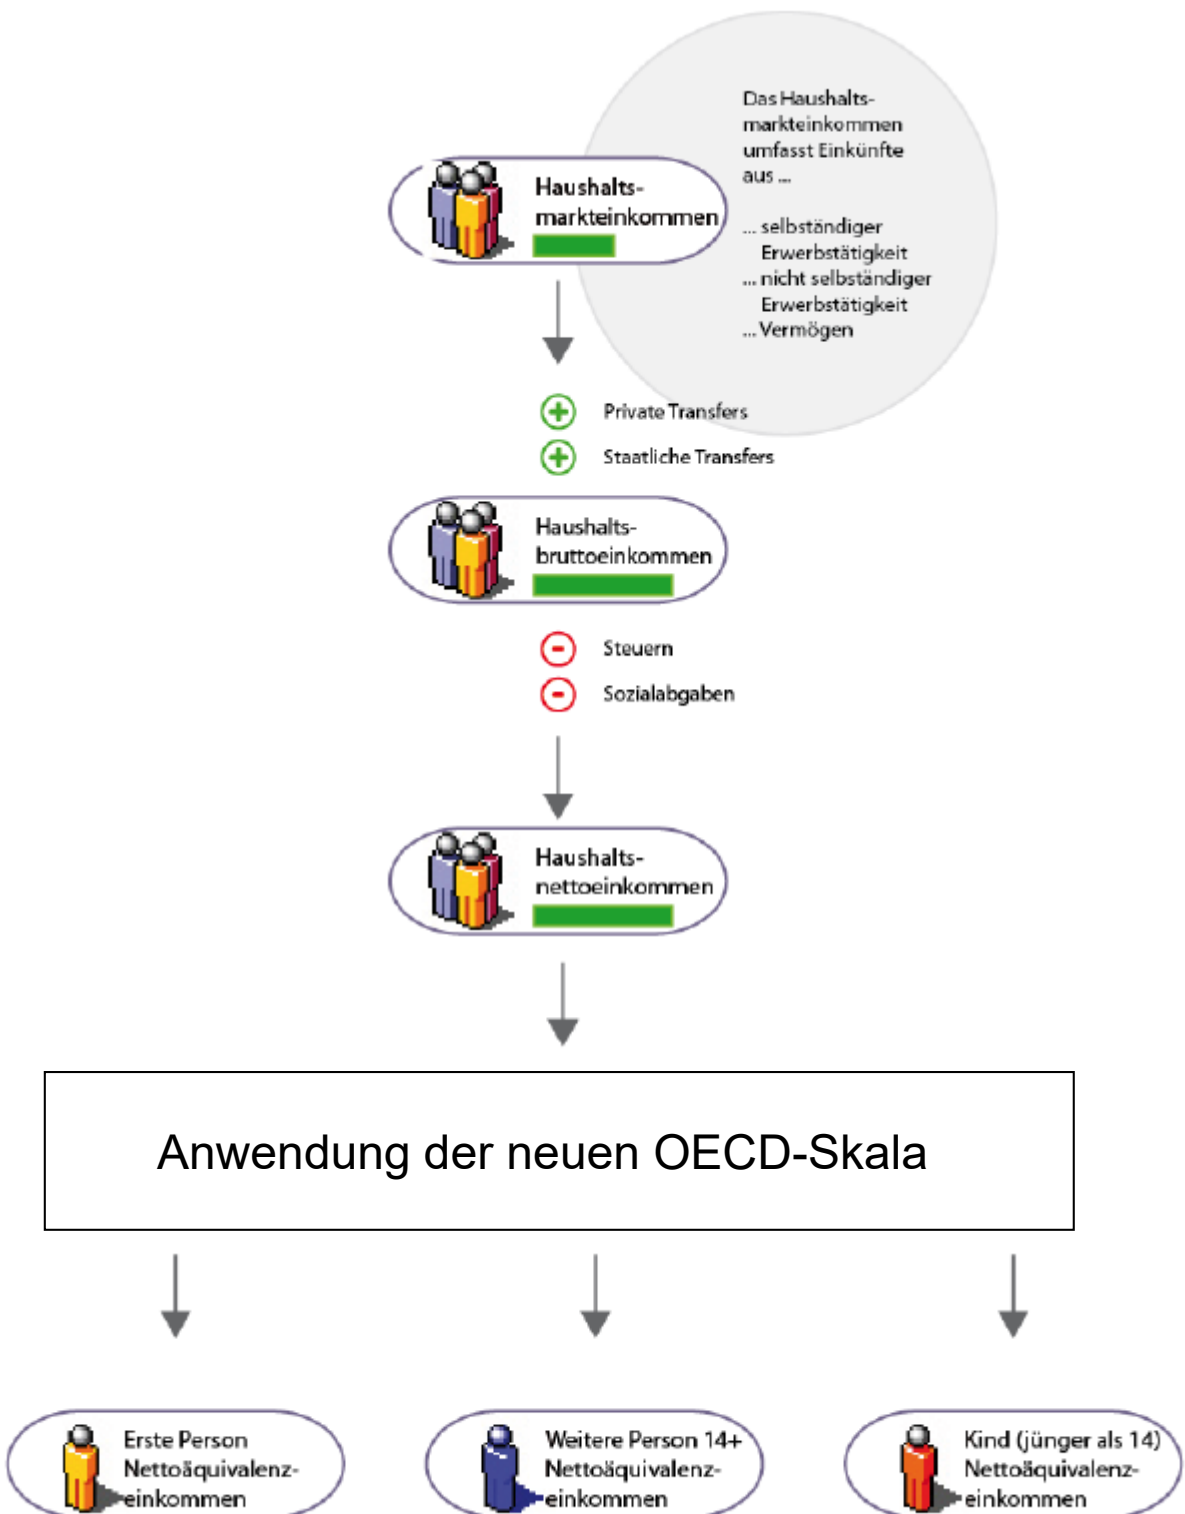 Das Haushalts-
markteinkommen
umfasst Einkünfte
aus ...
... selbständiger
Erwerbstätigkeit
... nicht selbständiger
Erwerbstätigkeit
... Vermögen
Haushalts-
markteinkommen
Private Transfers
Staatliche Transfers
Haushalts-
bruttoeinkommen
Steuern
Sozialabgaben
Haushalts-
nettoeinkommen
Anwendung der neuen OECD-Skala
Erste Person
Nettoäquivalenz-
einkommen
Weitere Person 14+
Nettoäquivalenz-
einkommen
Kind (jünger als 14)
Nettoäquivalenz-
einkommen